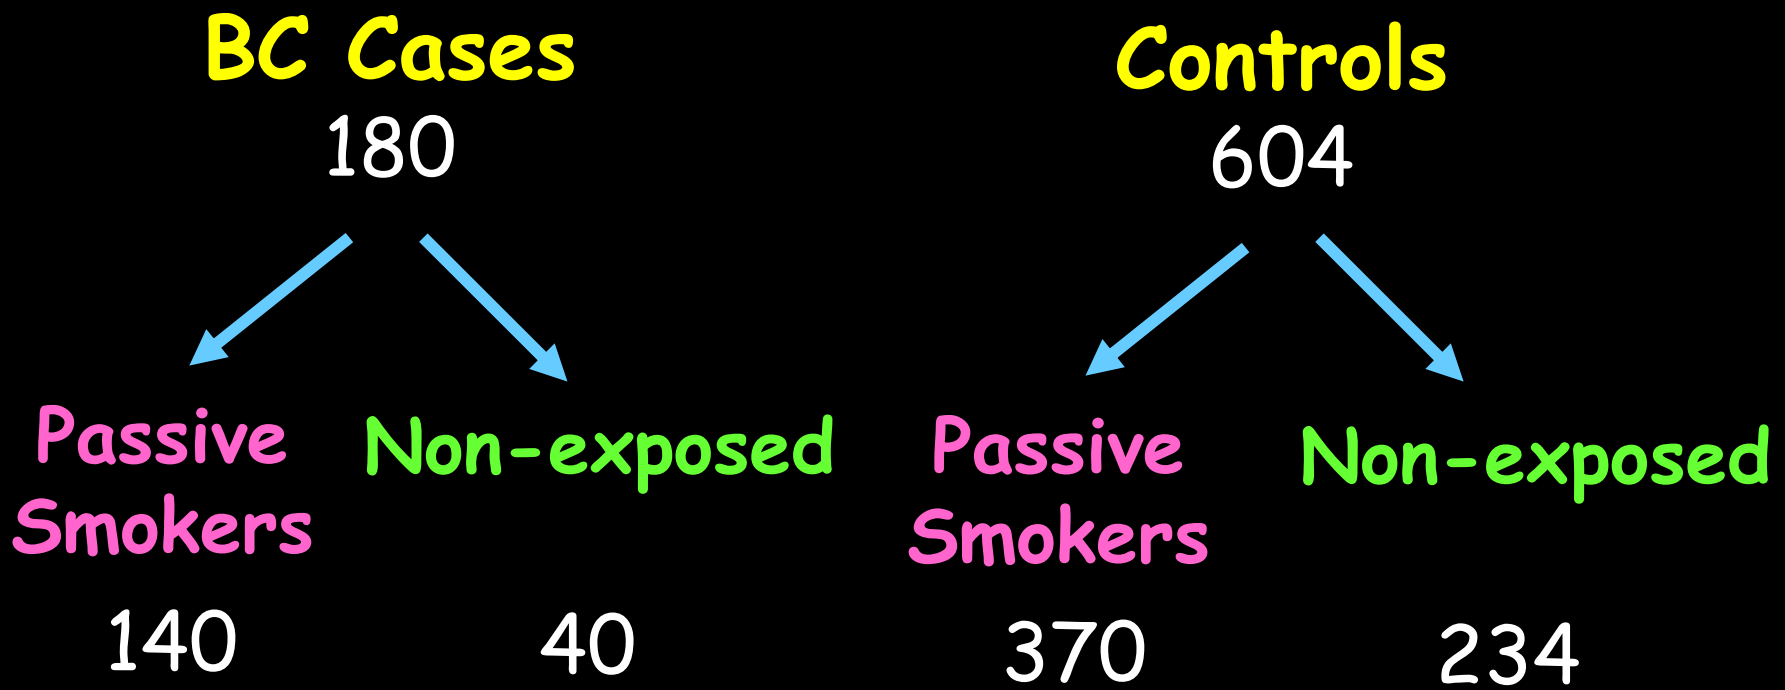 BC Cases
180
Passive
Smokers
140
Non-exposed
40
Controls
604
Passive
Smokers
370
Non-exposed
234